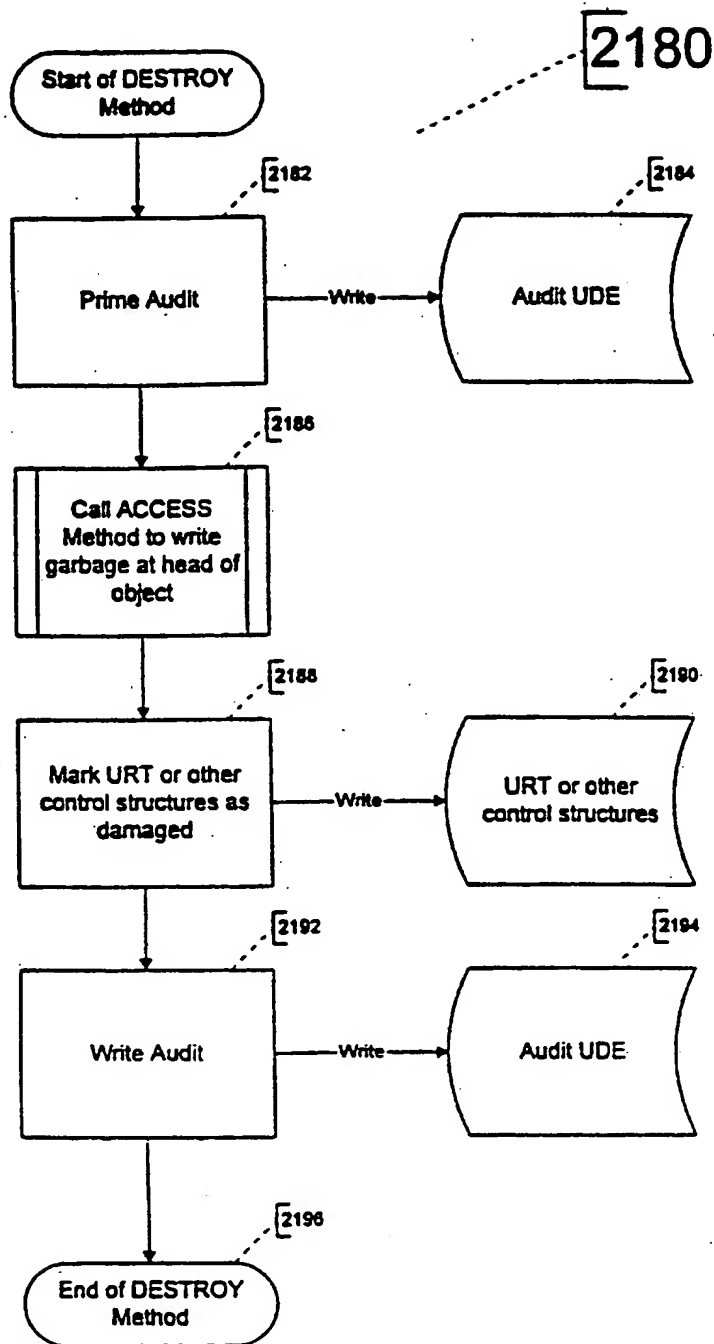 2180
Start of DESTROY
Method
2182
2184
Prime Audit
Write
Audit UDE
2186
Call ACCESS
Method to write
garbage at head of
object
2188
2190
Mark URT or other
control structures as
damaged
Write
URT or other
control structures
2192
2194
Write Audit
Write
Audit UDE
2196
End of DESTROY
Method